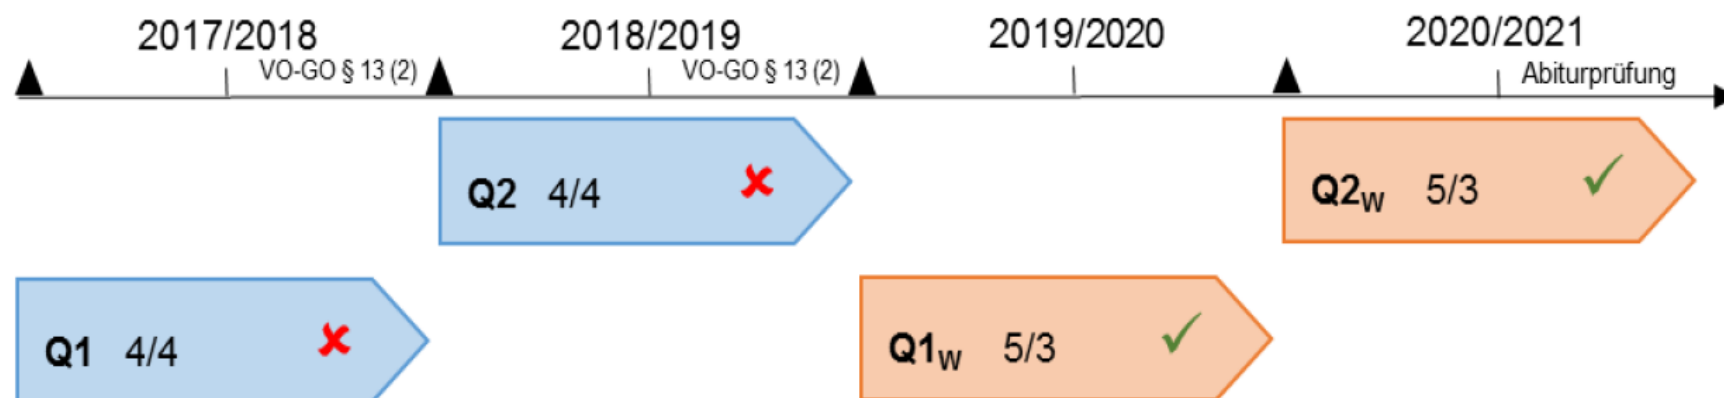 2017/2018 2018/2019 2019/2020 2020/2021
VO-GO § 13 (2) VO-GO § 13 (2) Abiturprüfung
Q2 4/4 Q2W 5/3
Q1 4/4 Q1W 5/3